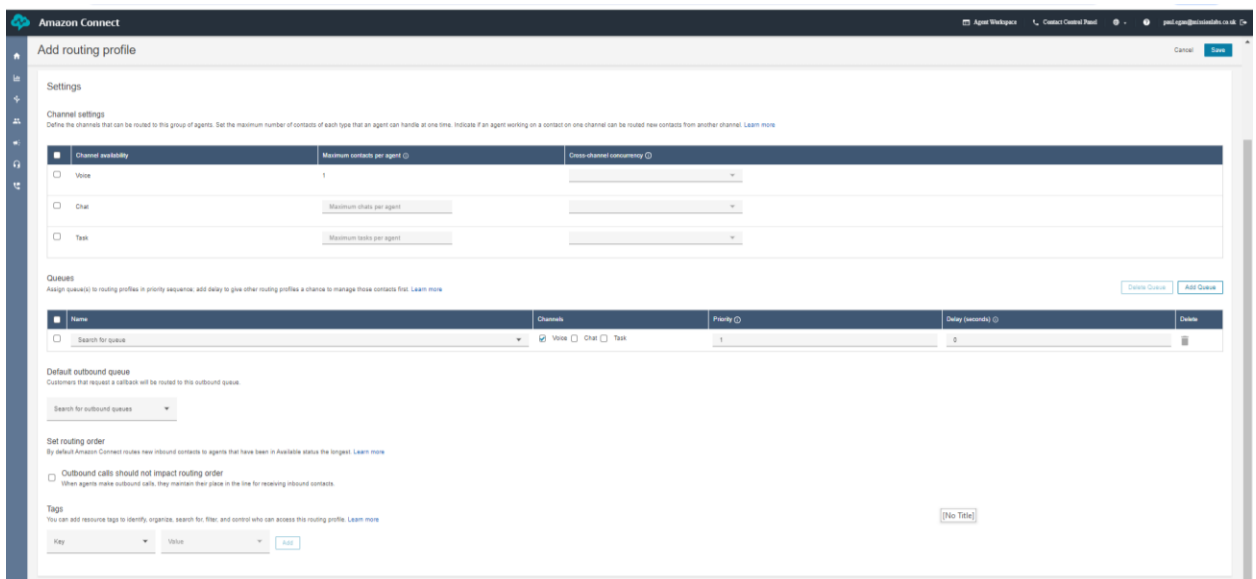 Amazon Connect
Agent Workspace
Contact Control Panel
paul.egan@missionlabs.co.uk
Add routing profile
Cancel
Save
Settings
Channel settings
Define the channels that can be routed to this group of agents. Set the maximum number of contacts of each type that an agent can handle at one time. Indicate if an agent working on a contact on one channel can be routed new contacts from another channel. Learn more
Channel availability Maximum contacts per agent Cross-channel concurrency
Voice 1
Chat Maximum chats per agent
Task Maximum tasks per agent
Queues
Assign queue(s) to routing profiles in priority sequence; add delay to give other routing profiles a chance to manage those contacts first. Learn more
Delete Queue Add Queue
Name Channels Priority Delay (seconds) Delete
Search for queue Voice Chat Task 1 0
Default outbound queue
Customers that request a callback will be routed to this outbound queue.
Search for outbound queues
Set routing order
By default Amazon Connect routes new inbound contacts to agents that have been in Available status the longest. Learn more
Outbound calls should not impact routing order
When agents make outbound calls, they maintain their place in the line for receiving inbound contacts.
Tags
You can add resource tags to identify, organize, search for, filter, and control who can access this routing profile. Learn more
[No Title]
Key Value Add